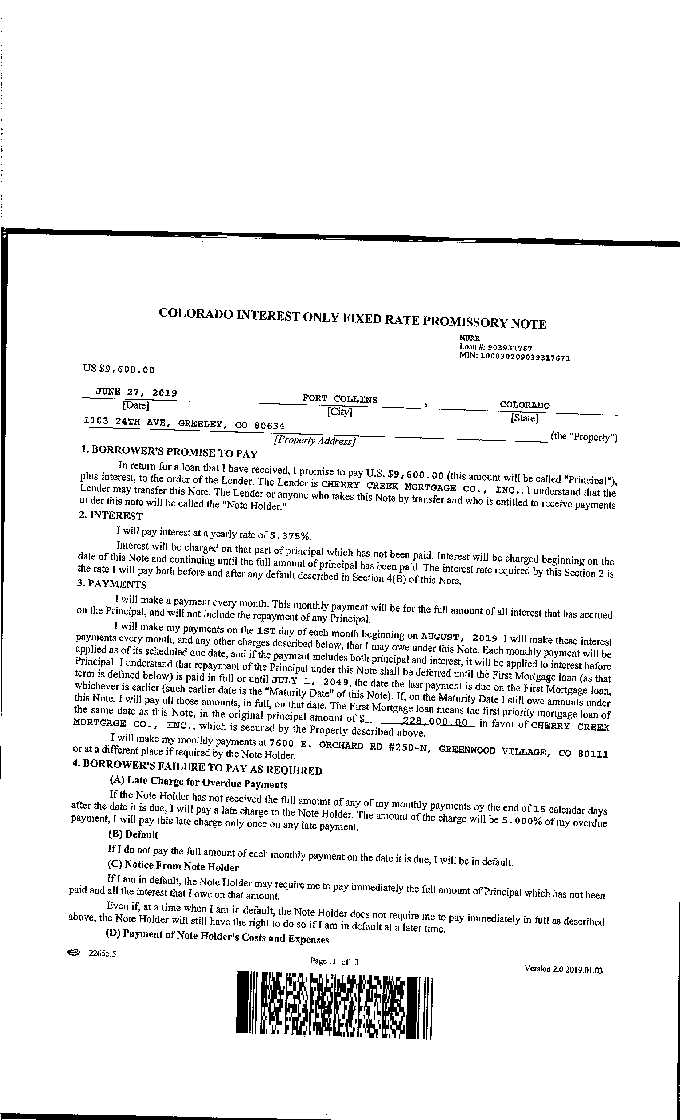 COLORADO INTEREST ONLY FIXED RATE PROMISSORY NOTE
Loan #: 903931767
MIN: 100030209039317671
US $9,600.00
JUNE 27, 2019
FORT COLLINS,
COLORADO
[Date]
[City]
[State]
1103 24TH AVE, GREELEY, CO 80634
[Property Address]
(the "Property")
1. BORROWER'S PROMISE TO PAY
In return for a loan that I have received, I promise to pay U.S. $9,600.00 (this amount will be called "Principal"),
plus interest, to the order of the Lender. The Lender is CHERRY CREEK MORTGAGE CO., INC.. I understand that the
Lender may transfer this Note. The Lender or anyone who takes this Note by transfer and who is entitled to receive payments
under this note will be called the "Note Holder."
2. INTEREST
I will pay interest at a yearly rate of 5.375%.
Interest will be charged on that part of principal which has not been paid. Interest will be charged beginning on the
date of this Note and continuing until the full amount of principal has been paid. The interest rate required by this Section 2 is
the rate I will pay both before and after any default described in Section 4(B) of this Note.
3. PAYMENTS
I will make a payment every month. This monthly payment will be for the full amount of all interest that has accrued
on the Principal, and will not include the repayment of any Principal.
I will make my payments on the 1ST day of each month beginning on AUGUST, 2019 I will make these interest
payments every month, and any other charges described below, that I may owe under this Note. Each monthly payment will be
applied as of its scheduled due date, and if the payment includes both principal and interest, it will be applied to interest before
Principal. I understand that repayment of the Principal under this Note shall be deferred until the First Mortgage loan (as that
term is defined below) is paid in full or until JULY 1, 2049, the date the last payment is due on the First Mortgage loan,
whichever is earlier (such earlier date is the "Maturity Date" of this Note). If, on the Maturity Date I still owe amounts under
this Note, I will pay all those amounts, in full, on that date. The First Mortgage loan means the first priority mortgage loan of
the same date as this Note, in the original principal amount of $ 228,000.00 in favor of CHERRY CREEK
MORTGAGE CO., INC., which is secured by the Property described above.
I will make my monthly payments at 7600 E. ORCHARD RD #250-N, GREENWOOD VILLAGE, CO 80111
or at a different place if required by the Note Holder.
4. BORROWER'S FAILURE TO PAY AS REQUIRED
(A) Late Charge for Overdue Payments
If the Note Holder has not received the full amount of any of my monthly payments by the end of 15 calendar days
after the date it is due, I will pay a late charge to the Note Holder. The amount of the charge will be 5.000% of my overdue
payment, I will pay this late charge only once on any late payment.
(B) Default
If I do not pay the full amount of each monthly payment on the date it is due, I will be in default.
(C) Notice From Note Holder
If I am in default, the Note Holder may require me to pay immediately the full amount of Principal which has not been
paid and all the interest that I owe on that amount.
Even if, at a time when I am in default, the Note Holder does not require me to pay immediately in full as described
above, the Note Holder will still have the right to do so if I am in default at a later time.
(D) Payment of Note Holder's Costs and Expenses
Page 1 of 3
Version 2.0 2019.01.03